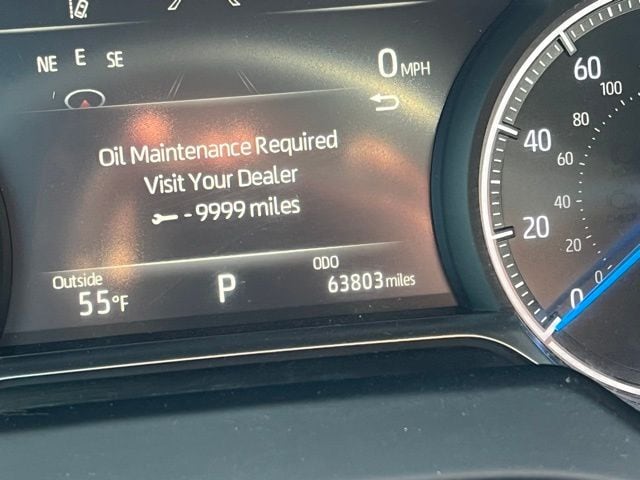 NE E SE
0 MPH
Oil Maintenance Required
Visit Your Dealer
- 9999 miles
Outside
55°F
P
ODO
63803 miles
60
100
40
80
60
20
40
20
0
0